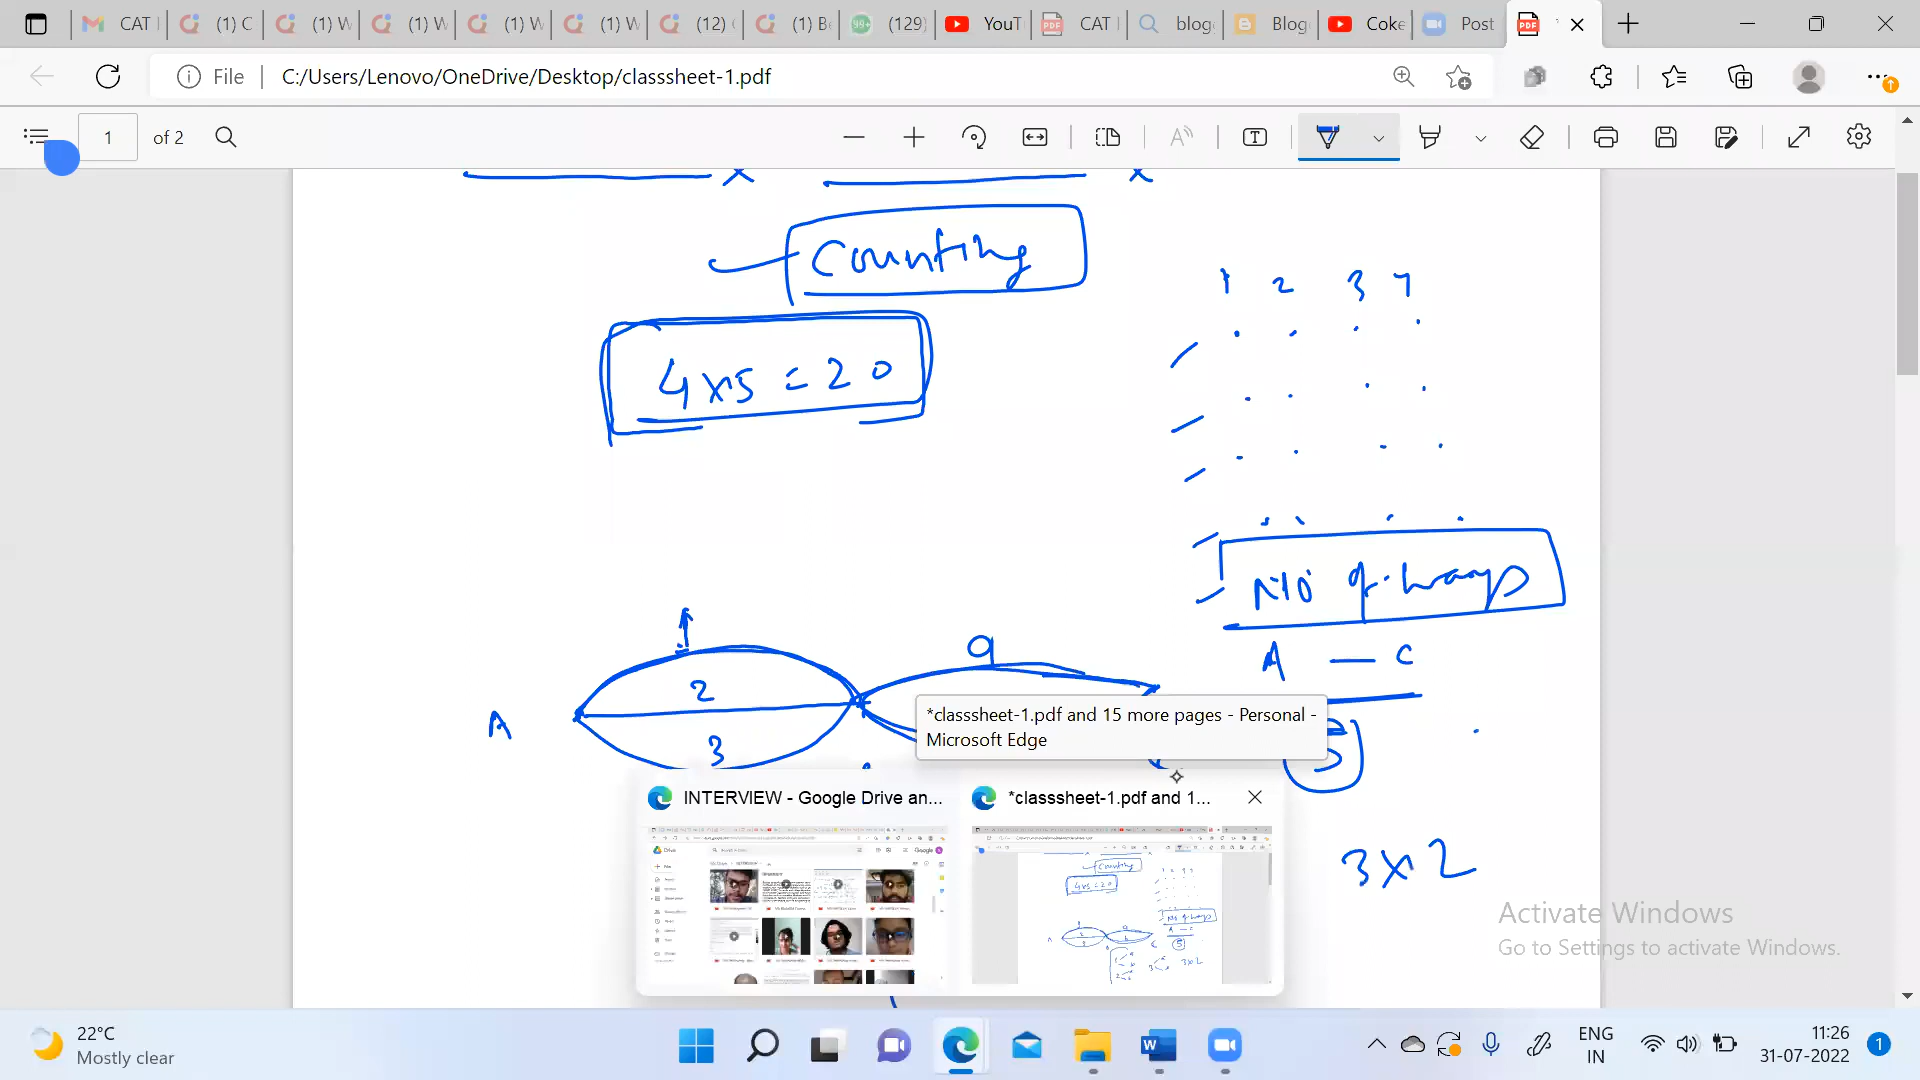 CAT
(1) C
(1) W
(1) W
(1) W
(1) W
(12)
(1) Be
99+
(129)
YouT
CAT
blog
Blog
Coke
Post
File
C:/Users/Lenovo/OneDrive/Desktop/classsheet-1.pdf
1
of 2
Counting
1 2 3 4
4x5 = 20
No of ways
A — C
1
2
3
A
a
*classsheet-1.pdf and 15 more pages - Personal -
Microsoft Edge
INTERVIEW - Google Drive an...
*classsheet-1.pdf and 1...
3x2
Activate Windows
Go to Settings to activate Windows.
22°C
Mostly clear
ENG
IN
11:26
31-07-2022
1